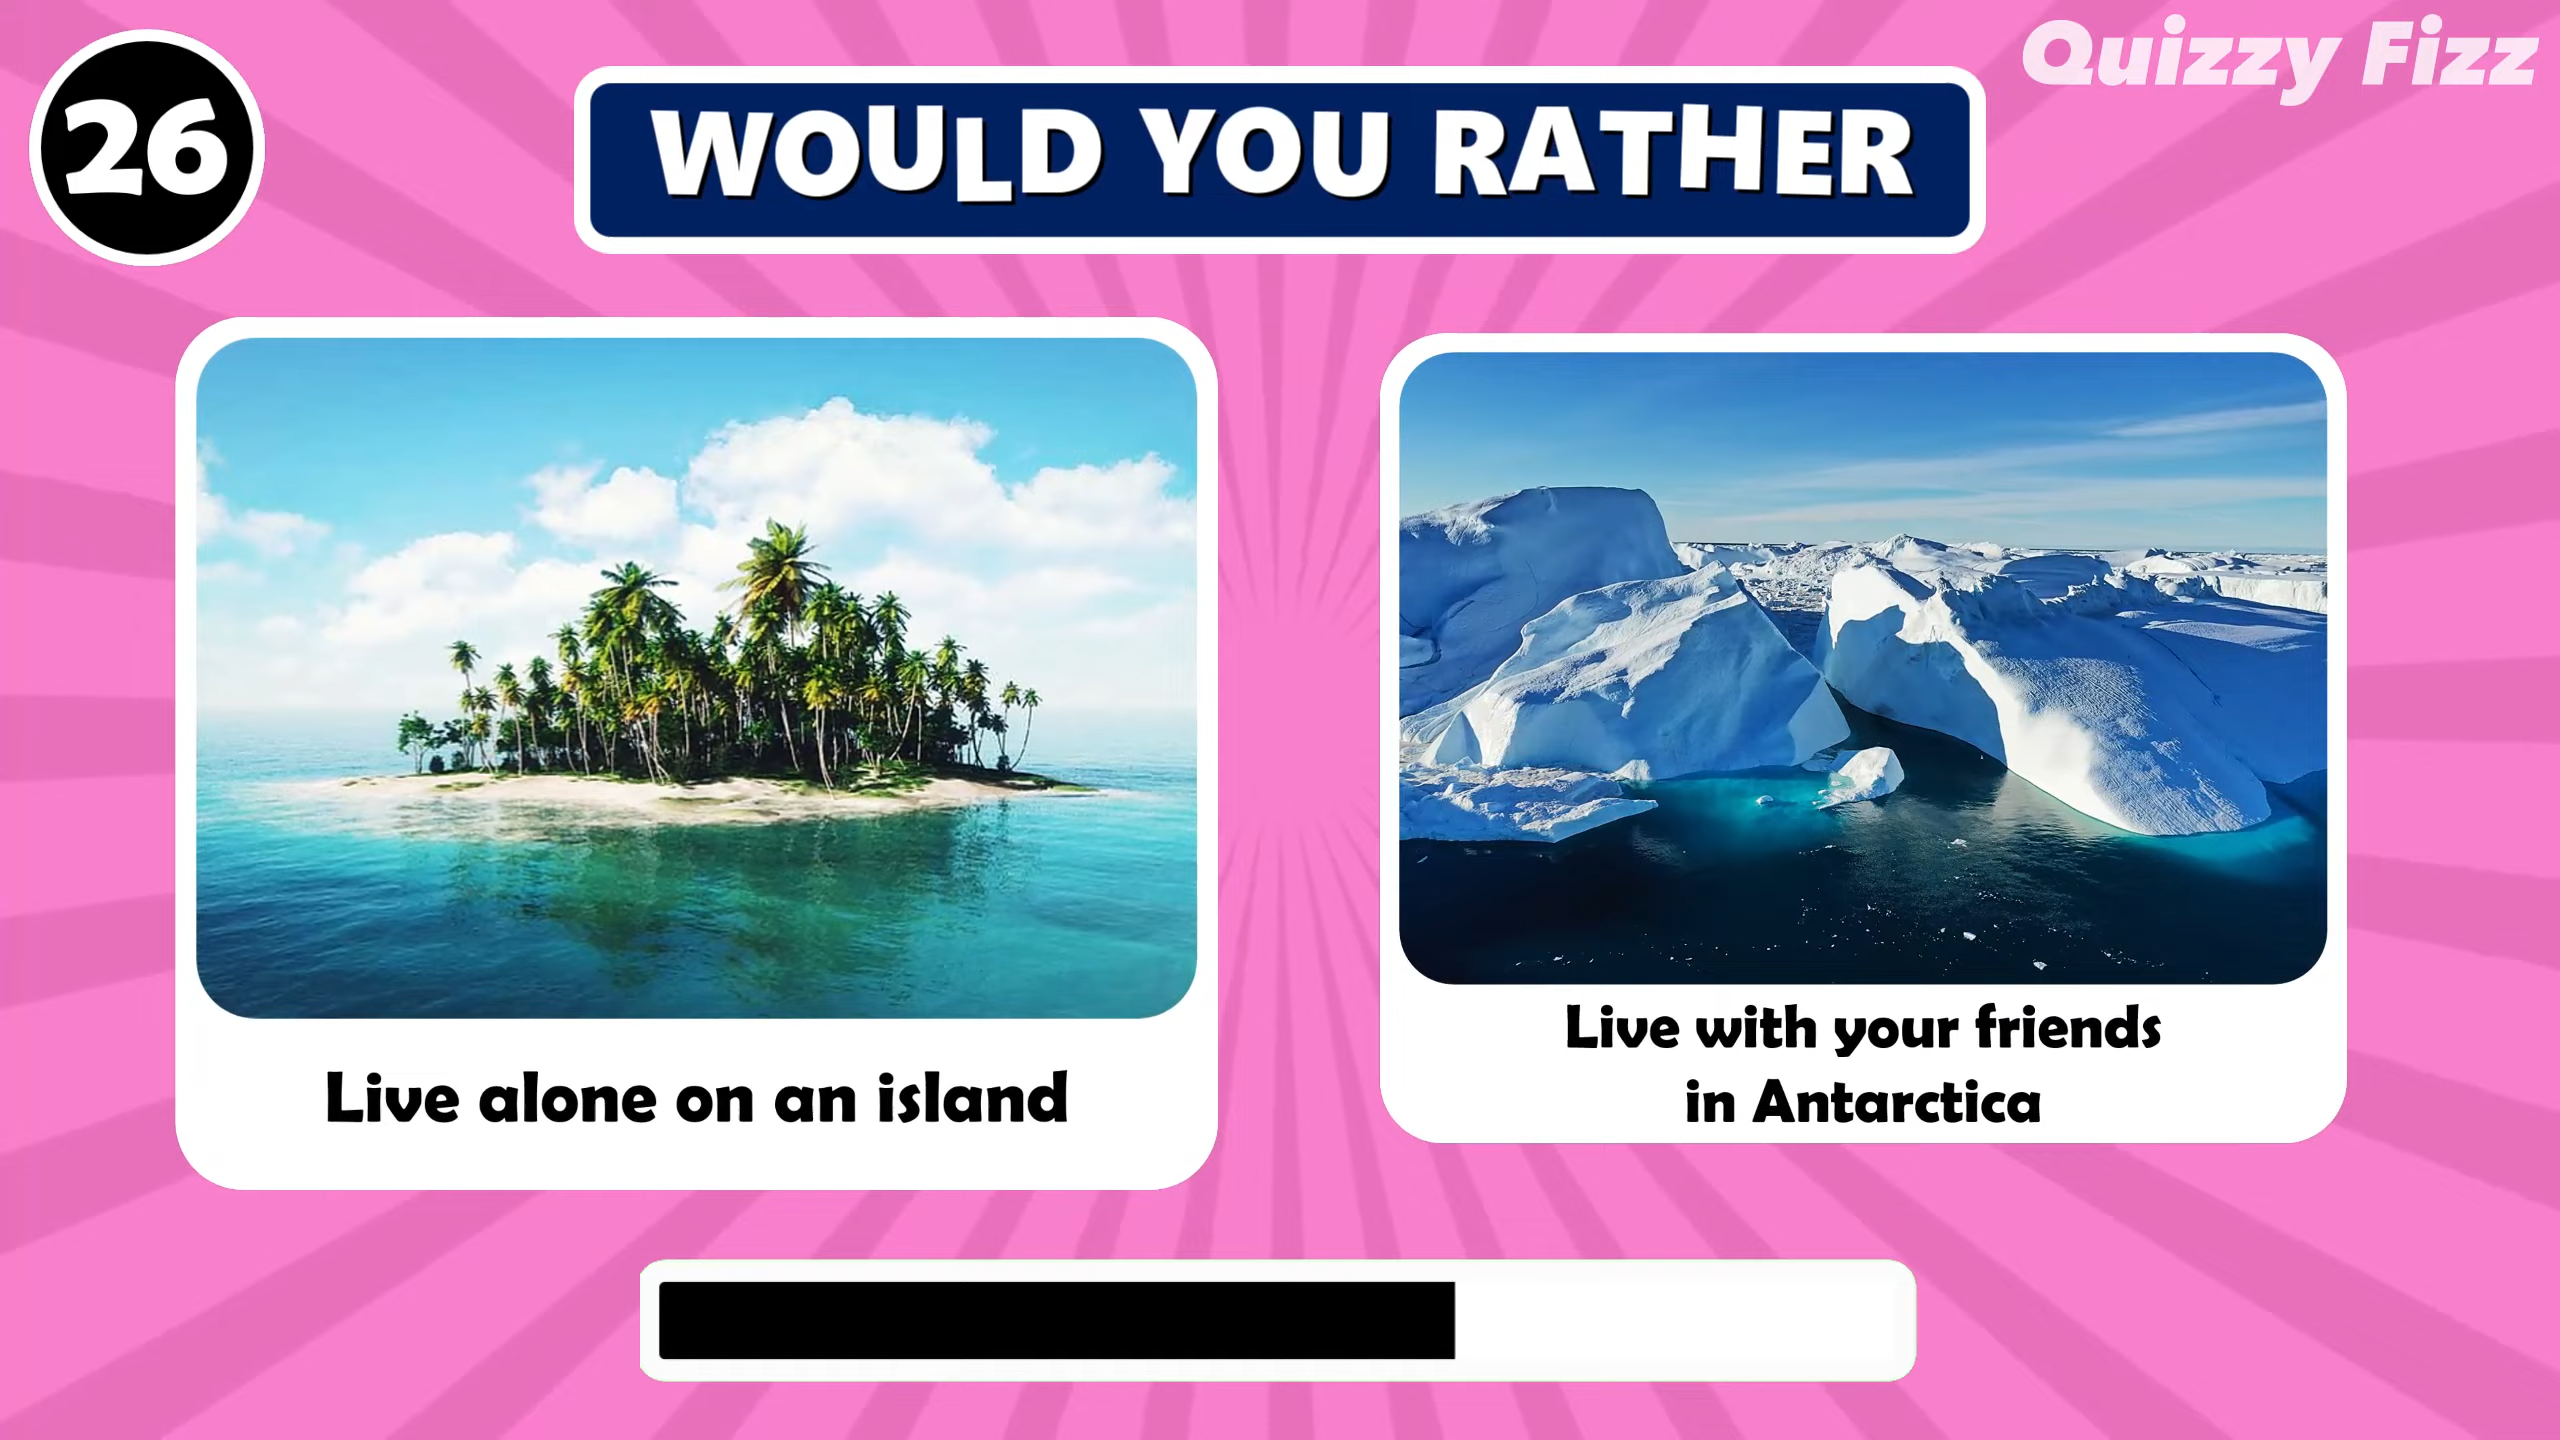 26
WOULD YOU RATHER
Quizzy Fizz
Live alone on an island
Live with your friends
in Antarctica